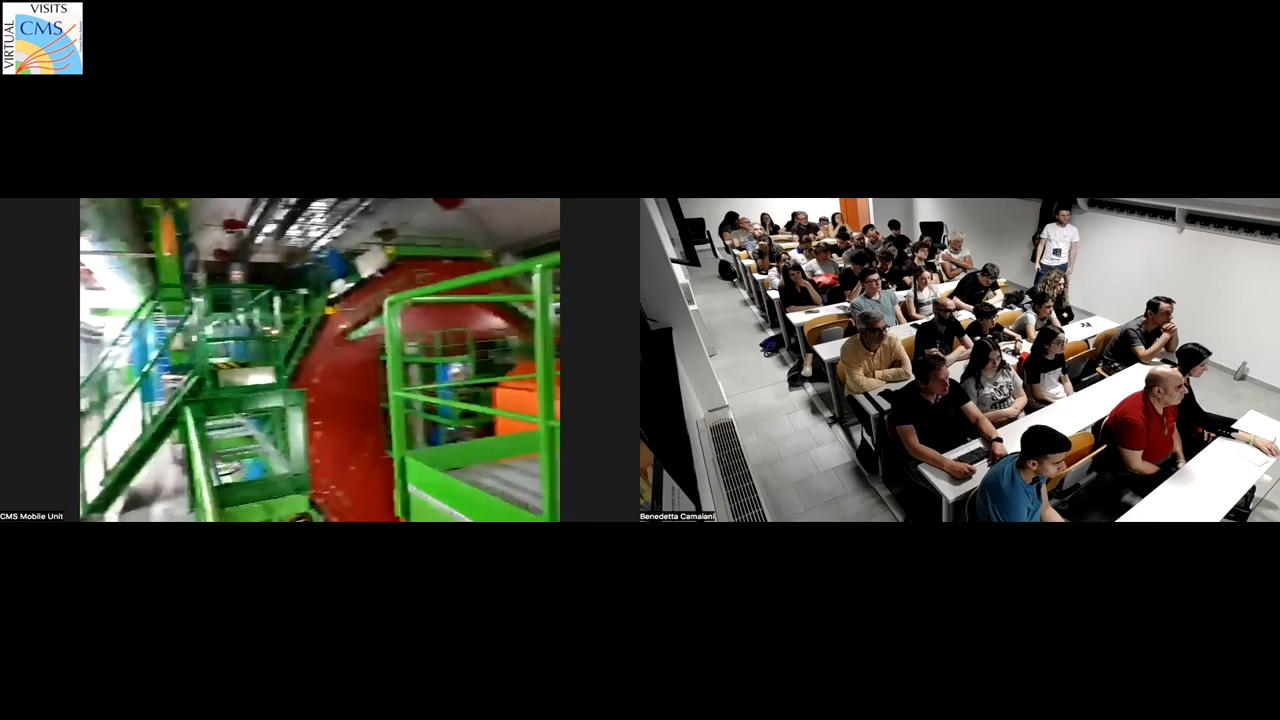 VISITS
CMS
VIRTUAL
CMS Mobile Unit
Benedetta Camaiani